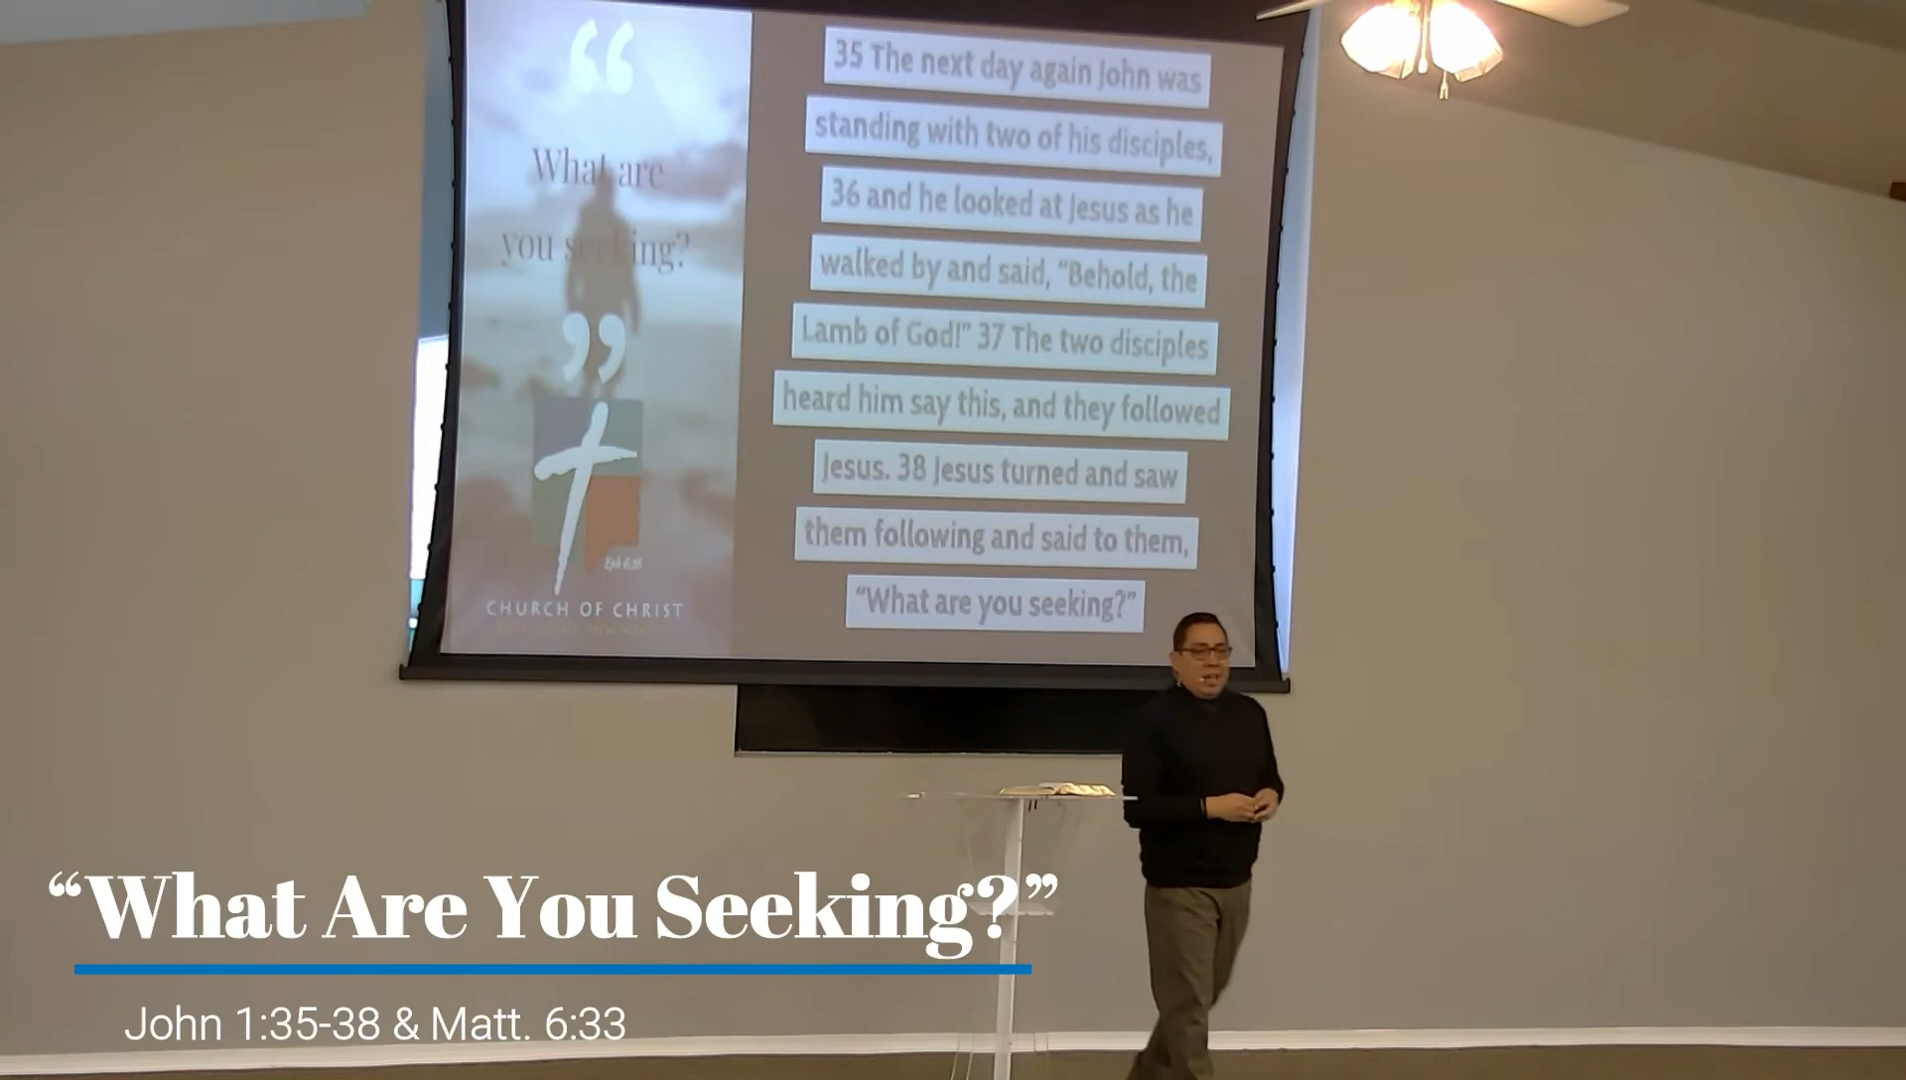 “
What are
you seeking?
”
Eph 6:18
CHURCH OF CHRIST
35 The next day again John was
standing with two of his disciples,
36 and he looked at Jesus as he
walked by and said, “Behold, the
Lamb of God!” 37 The two disciples
heard him say this, and they followed
Jesus. 38 Jesus turned and saw
them following and said to them,
“What are you seeking?”
“What Are You Seeking?”
John 1:35-38 & Matt. 6:33